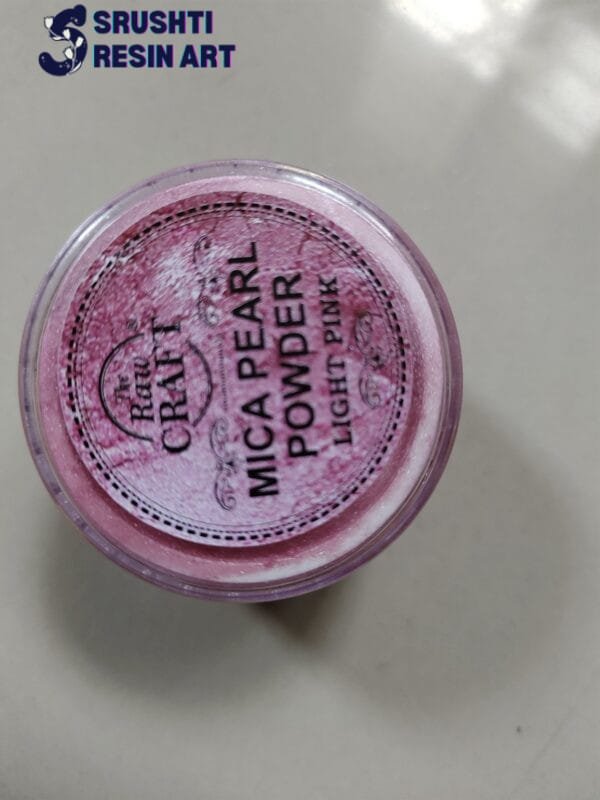 SRUSHTI
RESIN ART
The
Raw
CRAFT
MICA PEARL
POWDER
LIGHT PINK